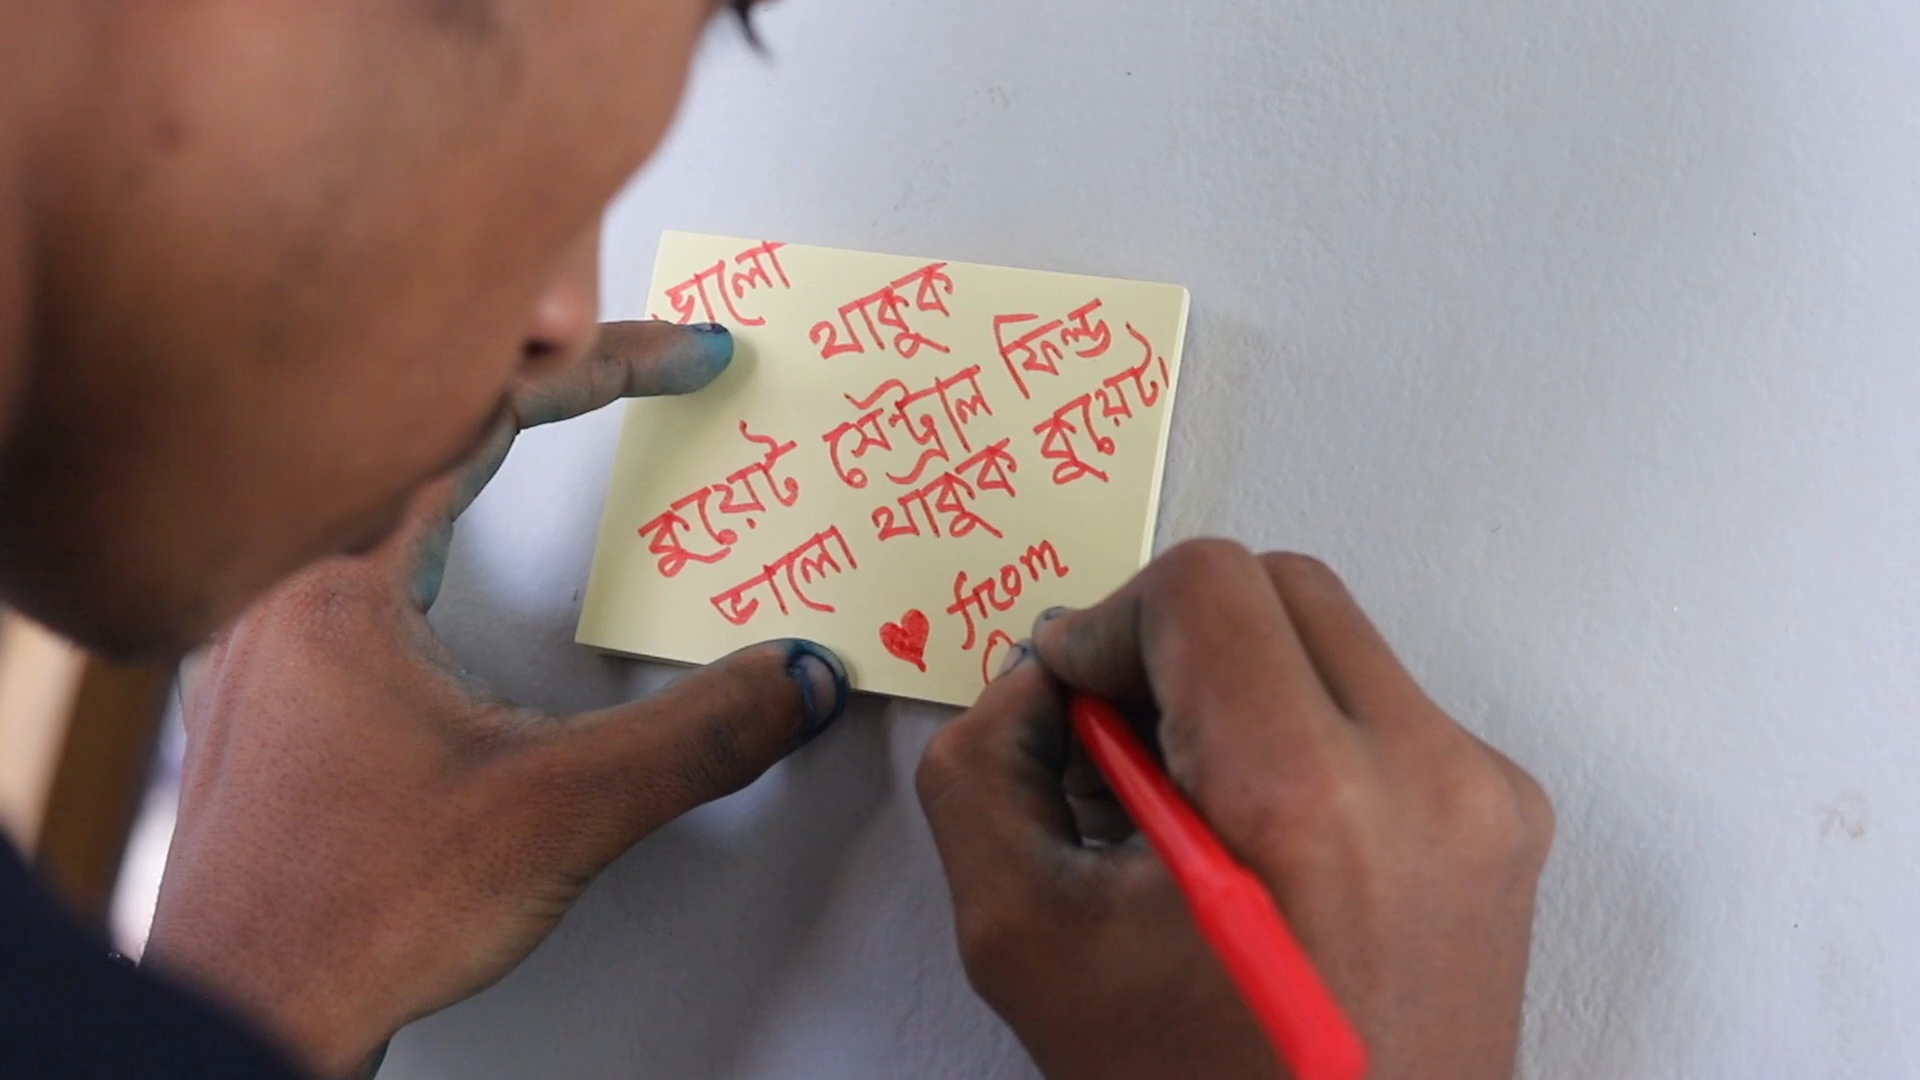 ভালো থাকুক
কুয়েট সেন্ট্রাল ফিল্ড
ভালো থাকুক কুয়েট।
from